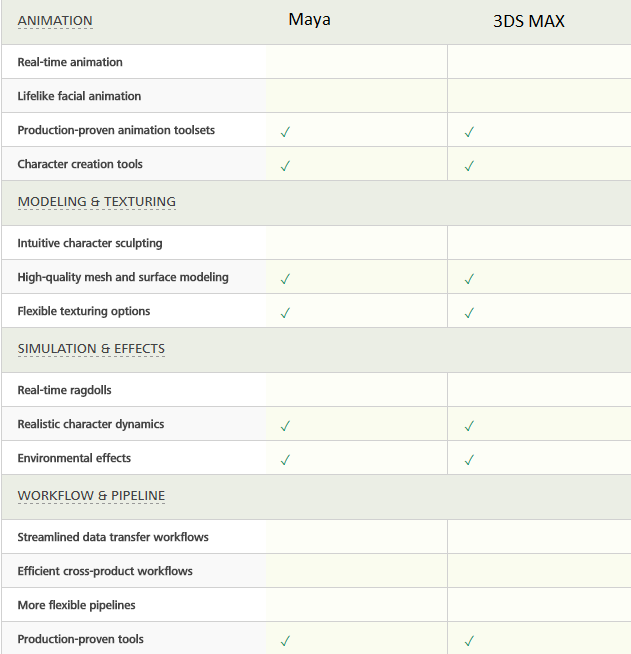 ANIMATION Maya 3DS MAX
Real-time animation
Lifelike facial animation
Production-proven animation toolsets ✓ ✓
Character creation tools ✓ ✓
MODELING & TEXTURING
Intuitive character sculpting
High-quality mesh and surface modeling ✓ ✓
Flexible texturing options ✓ ✓
SIMULATION & EFFECTS
Real-time ragdolls
Realistic character dynamics ✓ ✓
Environmental effects ✓ ✓
WORKFLOW & PIPELINE
Streamlined data transfer workflows
Efficient cross-product workflows
More flexible pipelines
Production-proven tools ✓ ✓